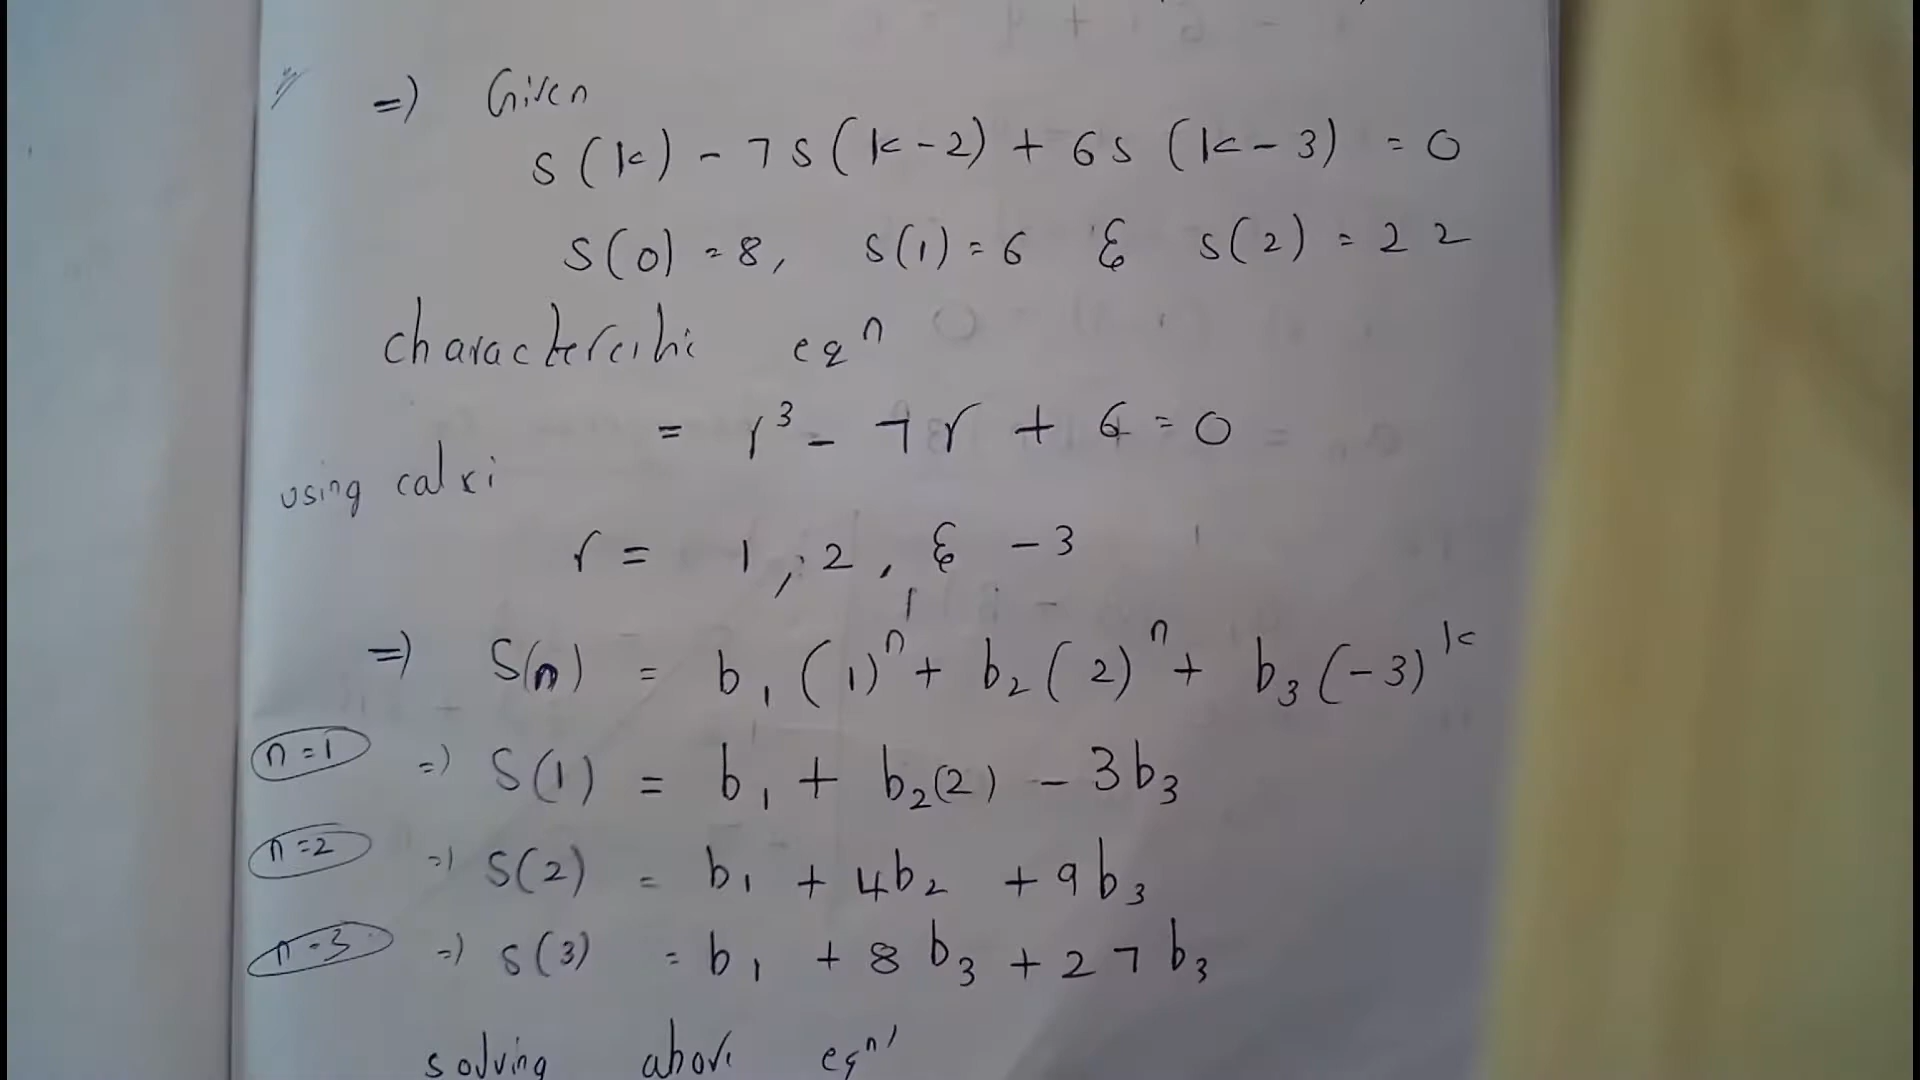 =) Given
S(k) - 7S(k-2) + 6S(k-3) = 0
S(0) = 8, S(1) = 6 & S(2) = 22
characteristic eqⁿ
= r³ - 7r + 6 = 0
using calci
r = 1, 2, & -3
=) S(n) = b₁(1)ⁿ + b₂(2)ⁿ + b₃(-3)ᵏ
n=1 =) S(1) = b₁ + b₂(2) - 3b₃
n=2 =) S(2) = b₁ + 4b₂ + 9b₃
n=3 =) S(3) = b₁ + 8b₃ + 27b₃
solving above eqⁿ'